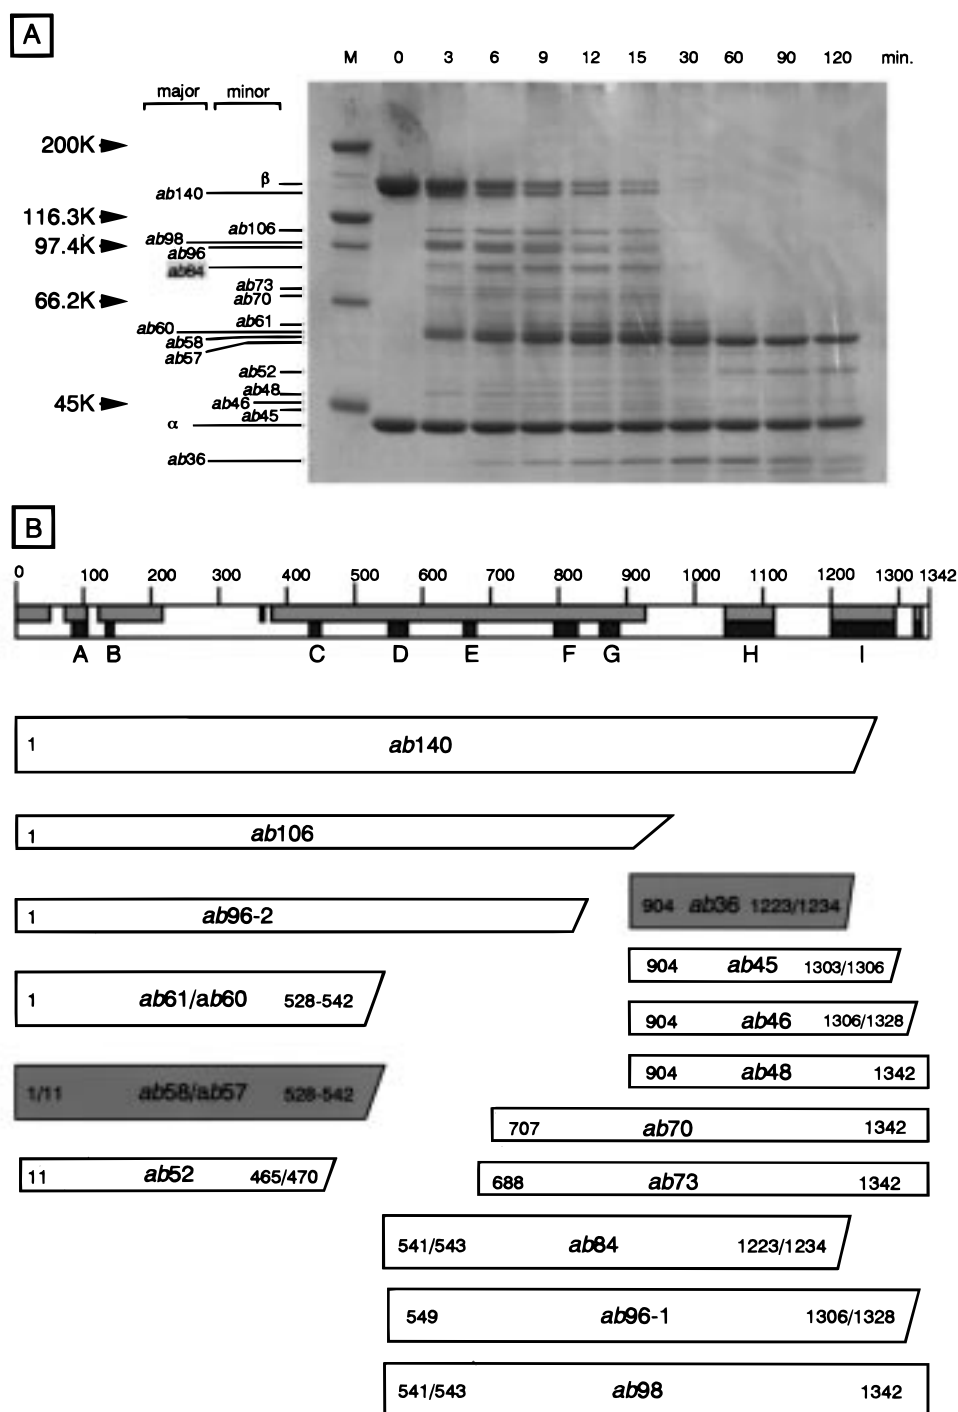 A
M 0 3 6 9 12 15 30 60 90 120 min.
major minor
200K
β
ab140
116.3K
ab106
ab98
97.4K
ab96
ab84
ab73
ab70
66.2K
ab61
ab60
ab58
ab57
ab52
ab48
45K
ab46
ab45
α
ab36
B
0 100 200 300 400 500 600 700 800 900 1000 1100 1200 1300 1342
A B C D E F G H I
1 ab140
1 ab106
904 ab36 1223/1234
1 ab96-2
904 ab45 1303/1306
1 ab61/ab60 528-542
904 ab46 1306/1328
904 ab48 1342
1/11 ab58/ab57 528-542
707 ab70 1342
11 ab52 465/470
688 ab73 1342
541/543 ab84 1223/1234
549 ab96-1 1306/1328
541/543 ab98 1342